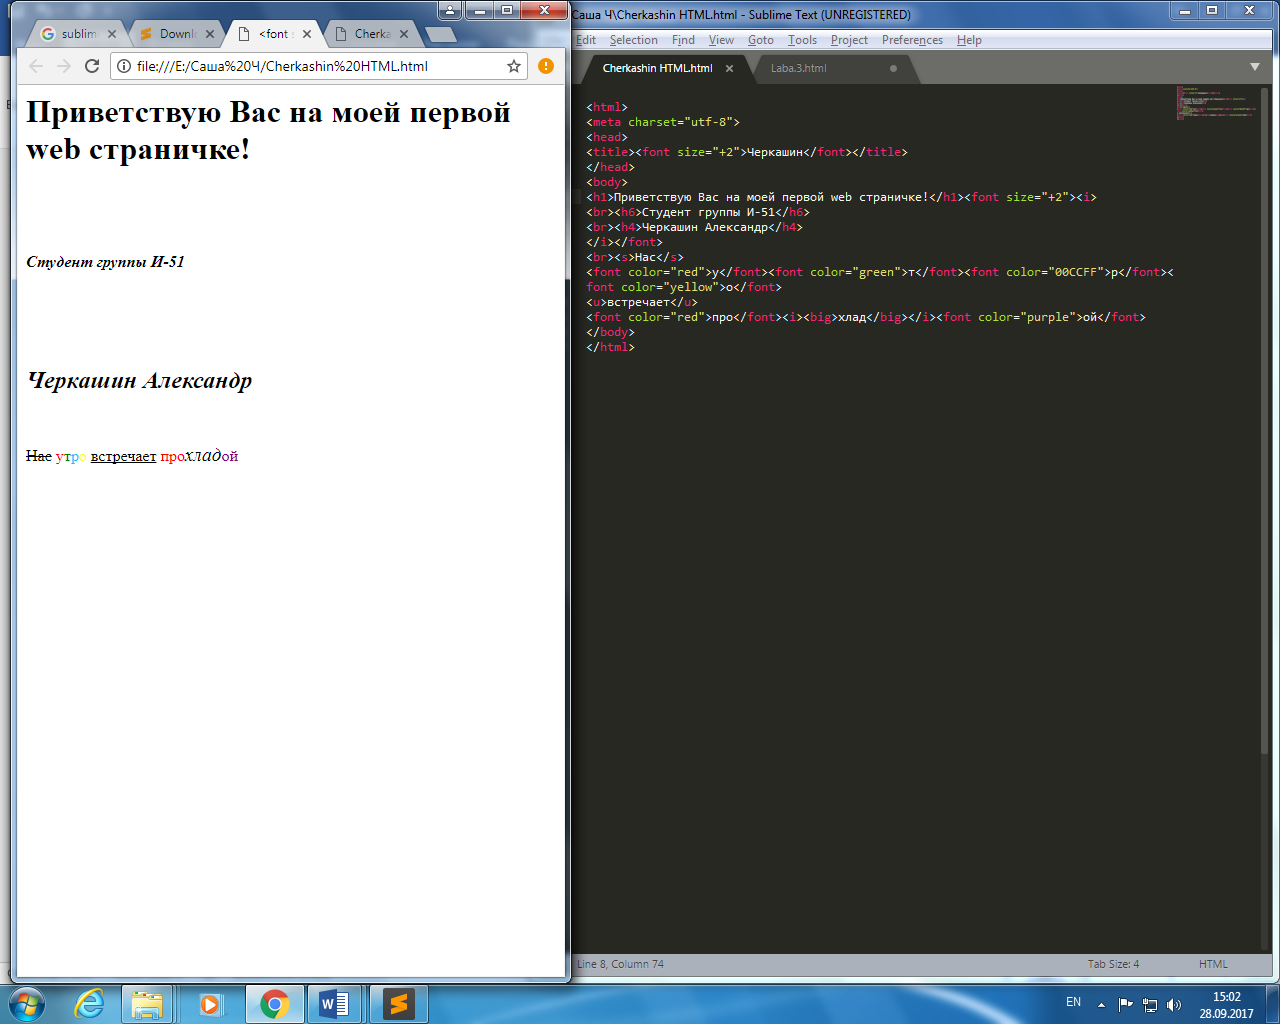 sublim
Downl
<font :
Cherka
file:///E:/Саша%20Ч/Cherkashin%20HTML.html
Приветствую Вас на моей первой
web страничке!
Студент группы И-51
Черкашин Александр
Нас утро встречает прохладой
Саша Ч\Cherkashin HTML.html - Sublime Text (UNREGISTERED)
Edit Selection Find View Goto Tools Project Preferences Help
Cherkashin HTML.html
Laba.3.html
<html>
<meta charset="utf-8">
<head>
<title><font size="+2">Черкашин</font></title>
</head>
<body>
<h1>Приветствую Вас на моей первой web страничке!</h1><font size="+2"><i>
<br><h6>Студент группы И-51</h6>
<br><h4>Черкашин Александр</h4>
</i></font>
<br><s>Нас</s>
<font color="red">у</font><font color="green">т</font><font color="00CCFF">р</font><
font color="yellow">о</font>
<u>встречает</u>
<font color="red">про</font><i><big>хлад</big></i><font color="purple">ой</font>
</body>
</html>
Line 8, Column 74
Tab Size: 4
HTML
EN
15:02
28.09.2017